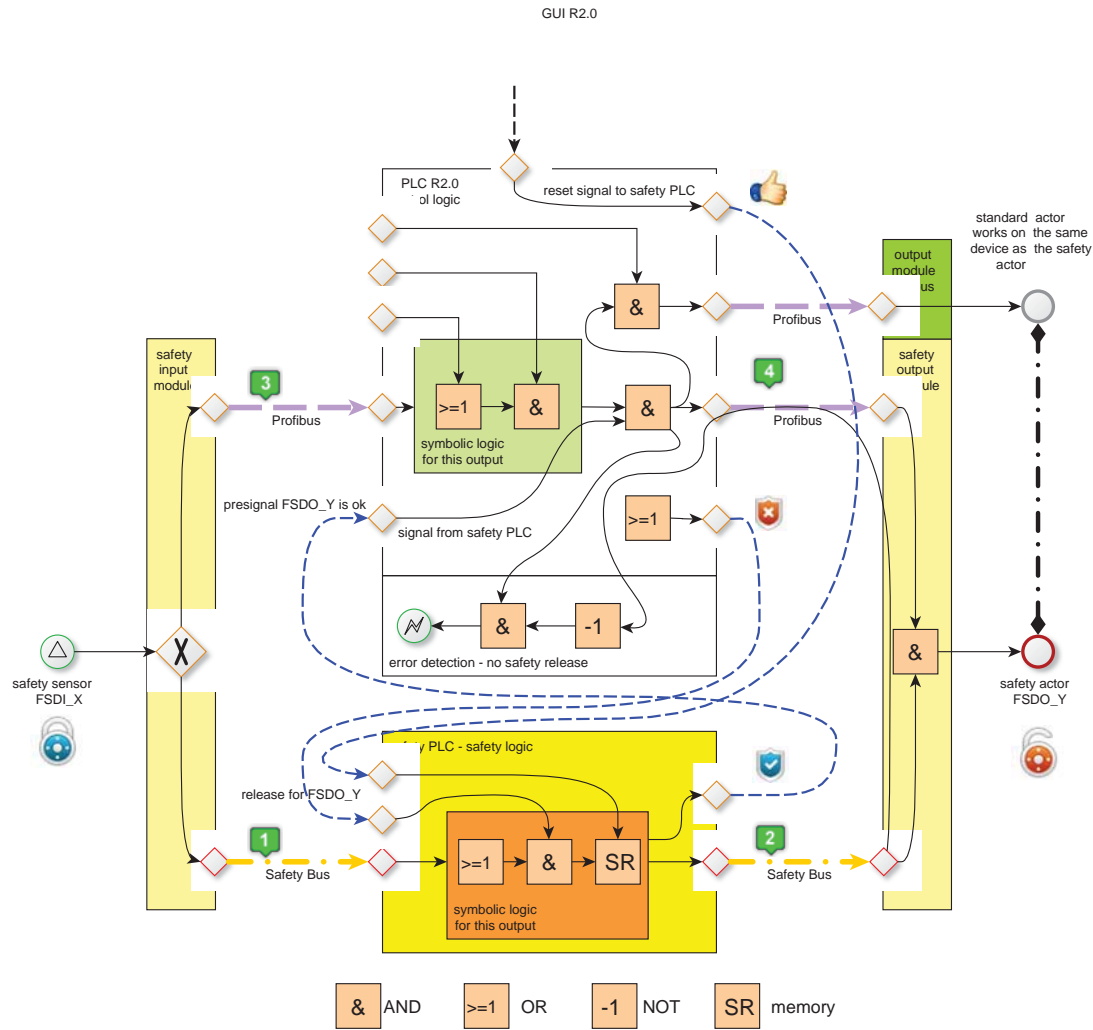 GUI R2.0
PLC R2.0
ol logic
reset signal to safety PLC
standard actor
works on the same
device as the safety
actor
output
module
us
&
Profibus
safety
input
modul
3
Profibus
>=1
&
symbolic logic
for this output
&
4
Profibus
safety
output
ule
presignal FSDO_Y is ok
signal from safety PLC
>=1
&
-1
error detection - no safety release
X
safety sensor
FSDI_X
&
safety actor
FSDO_Y
y PLC - safety logic
release for FSDO_Y
1
Safety Bus
>=1
&
SR
symbolic logic
for this output
2
Safety Bus
& AND
>=1 OR
-1 NOT
SR memory